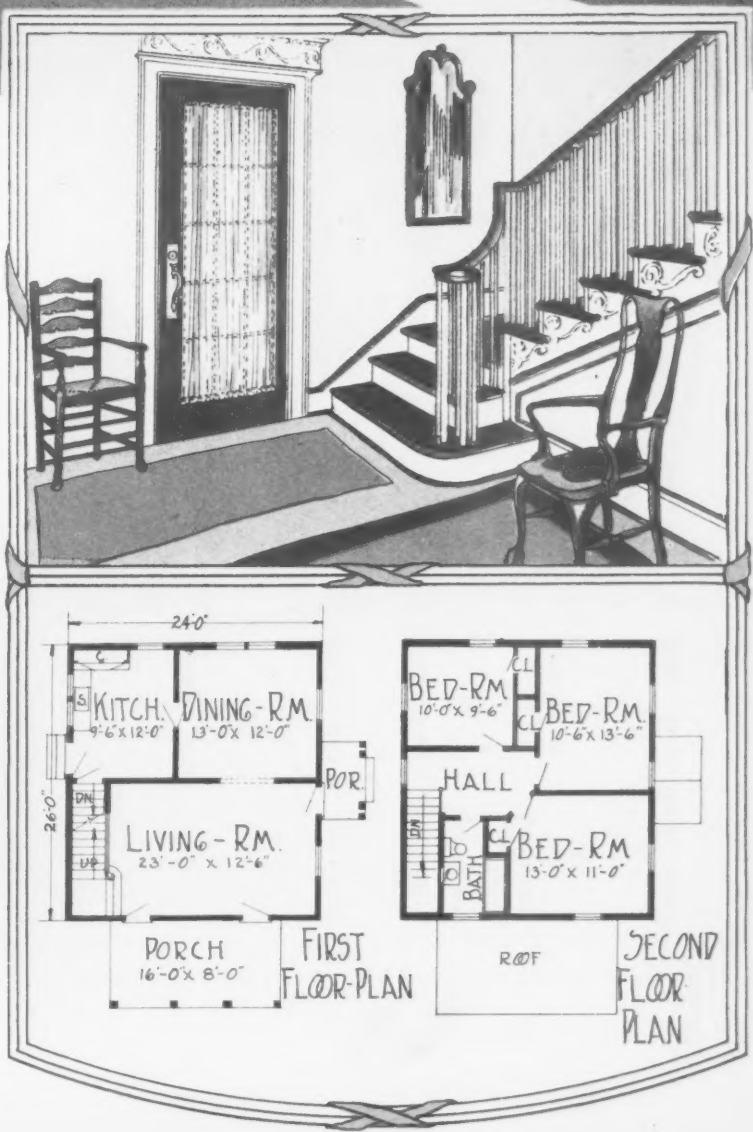 24'-0"
26'-0"
C.
S.
KITCH.
9'-6" X 12'-0"
DINING-RM.
13'-0" X 12'-0"
POR.
DN
UP
LIVING-RM.
23'-0" X 12'-6"
PORCH
16'-0" X 8'-0"
FIRST
FLOOR-PLAN
BED-RM
10'-0" X 9'-6"
CL
CL
BED-RM.
10'-6" X 13'-6"
HALL
DN
BATH
CL
BED-RM
13'-0" X 11'-0"
ROOF
SECOND
FLOOR
PLAN